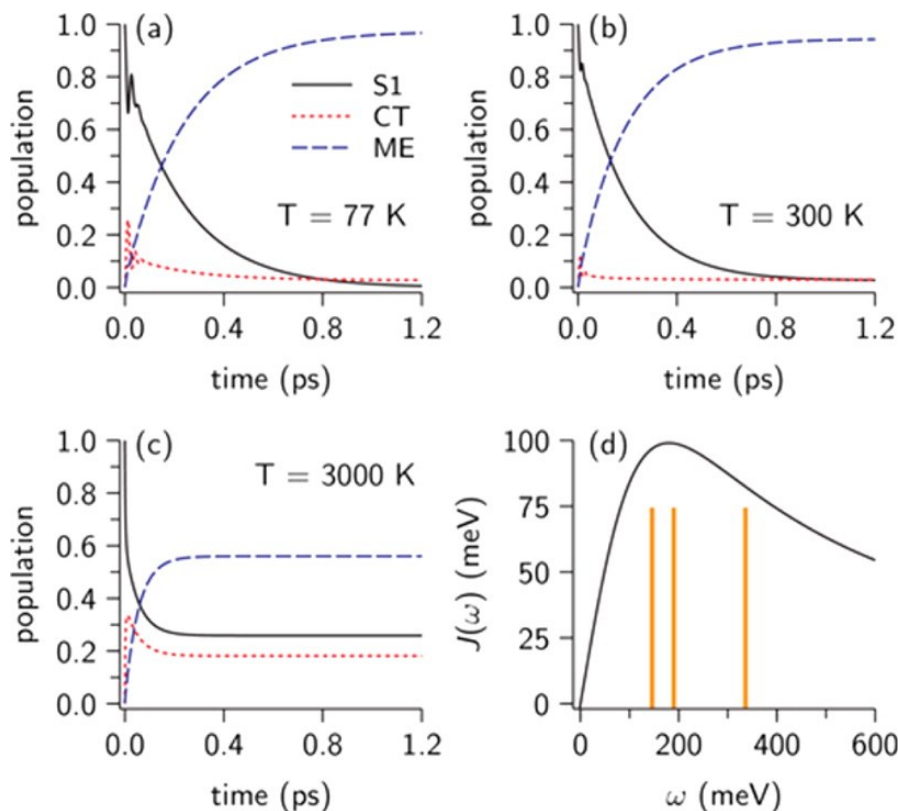 (a)
1.0
0.8
0.6
0.4
0.2
0.0
population
S1
CT
ME
T = 77 K
0.0 0.4 0.8 1.2
time (ps)
(b)
1.0
0.8
0.6
0.4
0.2
0.0
population
T = 300 K
0.0 0.4 0.8 1.2
time (ps)
(c)
1.0
0.8
0.6
0.4
0.2
0.0
population
T = 3000 K
0.0 0.4 0.8 1.2
time (ps)
(d)
100
75
50
25
0
J(ω) (meV)
0 200 400 600
ω (meV)